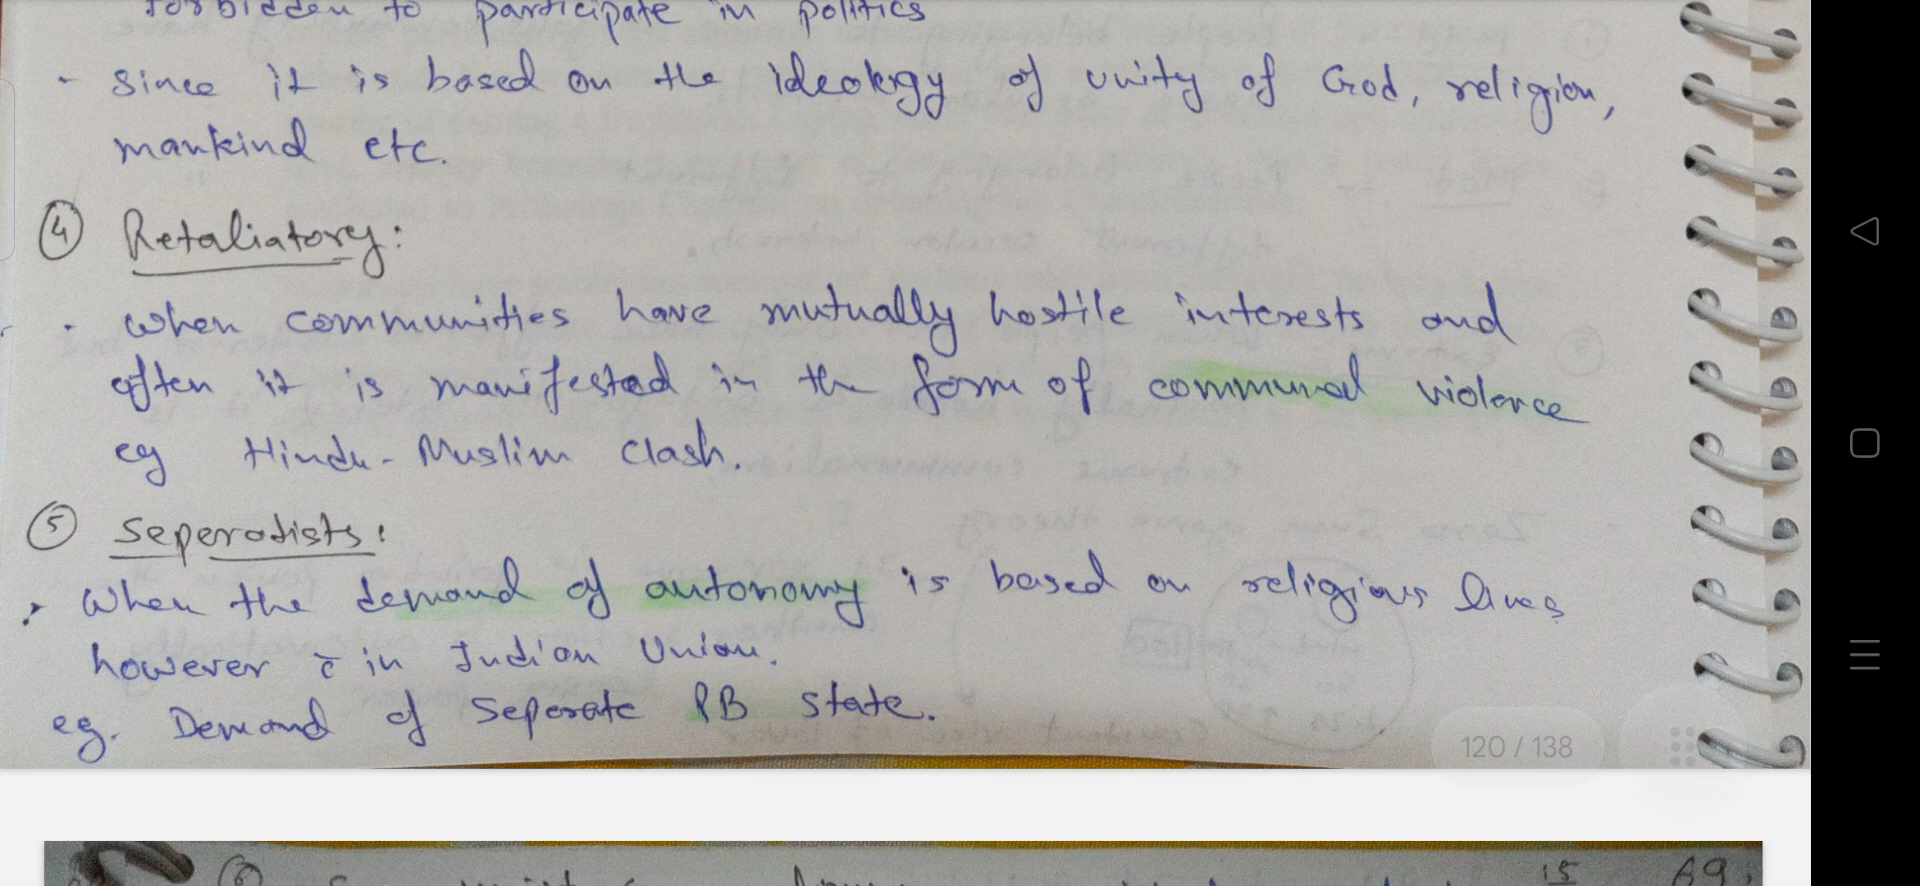 forbidden to participate in politics
- since it is based on the ideology of unity of God, religion,
mankind etc.
④ Retaliatory:
· when communities have mutually hostile interests and
often it is manifested in the form of communal violence
eg Hindu-Muslim clash.
⑤ Seperatists:
· When the demand of autonomy is based on religious lines
however c̄ in Indian Union.
eg. Demand of Seperate PB state.
120 / 138
⑥
15 69